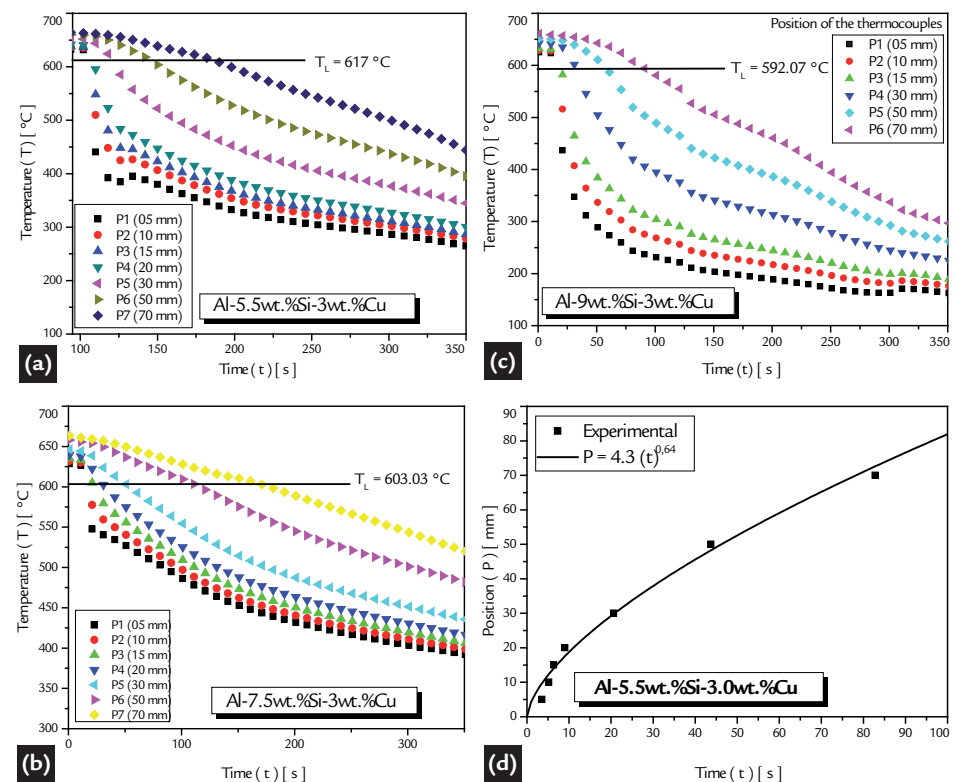 700
600
500
400
300
200
100
Temperature (T) [ °C]
T_L = 617 °C
P1 (05 mm)
P2 (10 mm)
P3 (15 mm)
P4 (20 mm)
P5 (30 mm)
P6 (50 mm)
P7 (70 mm)
Al-5.5wt.%Si-3wt.%Cu
100 150 200 250 300 350
Time (t) [ s]
(a)
700
600
500
400
300
200
100
Temperature (T) [ °C]
Position of the thermocouples
P1 (05 mm)
P2 (10 mm)
P3 (15 mm)
P4 (30 mm)
P5 (50 mm)
P6 (70 mm)
T_L = 592.07 °C
Al-9wt.%Si-3wt.%Cu
0 50 100 150 200 250 300 350
Time (t) [ s]
(c)
700
650
600
550
500
450
400
350
300
Temperature (T) [ °C]
T_L = 603.03 °C
P1 (05 mm)
P2 (10 mm)
P3 (15 mm)
P4 (20 mm)
P5 (30 mm)
P6 (50 mm)
P7 (70 mm)
Al-7.5wt.%Si-3wt.%Cu
0 100 200 300
Time (t) [ s]
(b)
90
80
70
60
50
40
30
20
10
0
Position ( P ) [ mm]
Experimental
P = 4.3 (t)^0,64
Al-5.5wt.%Si-3.0wt.%Cu
0 10 20 30 40 50 60 70 80 90 100
Time (t) [ s]
(d)